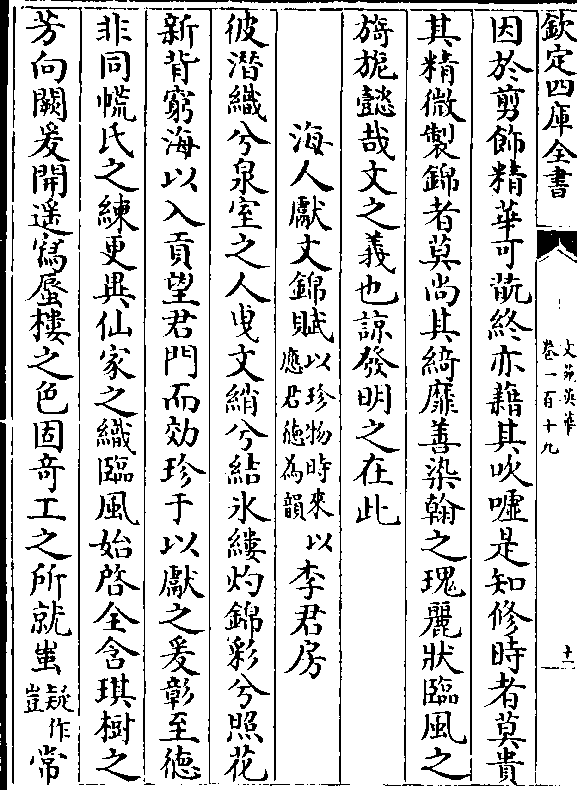 欽定四庫全書
文苑英華
卷一百十九
十一
因於剪飾精華可翫終亦藉其吹噓是知修時者莫貴
其精微製錦者莫尚其綺靡善染翰之瑰麗狀臨風之
旖旎懿哉文之義也諒發明之在此
海人獻文錦賦以珍物時來應君德為韻 以 李君房
彼潛織兮泉室之人曳文綃兮結氷縷灼錦彩兮照花
新背窮海以入貢望君門而効珍于以獻之爰彰至德
非同㡆氏之練更異仙家之織臨風始啓全含琪樹之
芳向闕爰開遥寫蜃樓之色固奇工之所就蚩疑作豈常